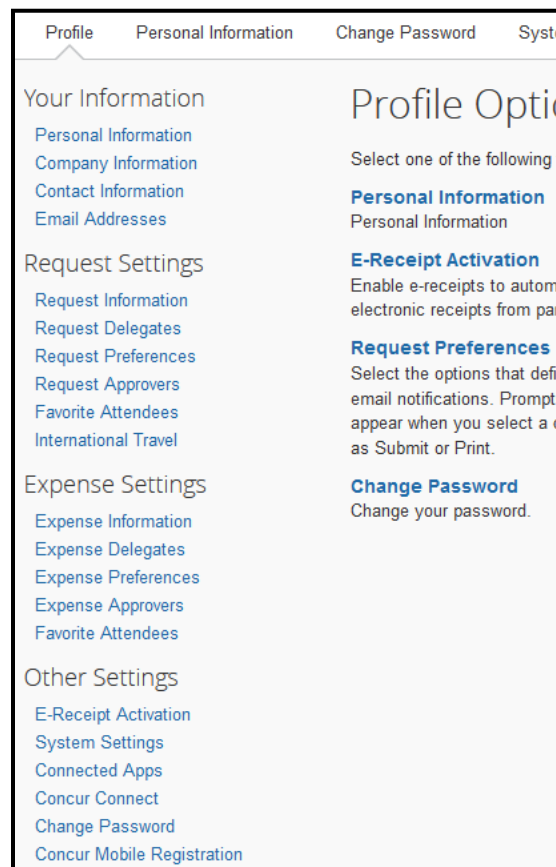 Profile Personal Information Change Password
Your Information
Personal Information
Company Information
Contact Information
Email Addresses
Request Settings
Request Information
Request Delegates
Request Preferences
Request Approvers
Favorite Attendees
International Travel
Expense Settings
Expense Information
Expense Delegates
Expense Preferences
Expense Approvers
Favorite Attendees
Other Settings
E-Receipt Activation
System Settings
Connected Apps
Concur Connect
Change Password
Concur Mobile Registration
Profile
Select one of the following
Personal Information
Personal Information
E-Receipt Activation
Enable e-receipts to
electronic receipts from
Request Preferences
Select the options that
email notifications. Prompt
appear when you select a
as Submit or Print.
Change Password
Change your password.